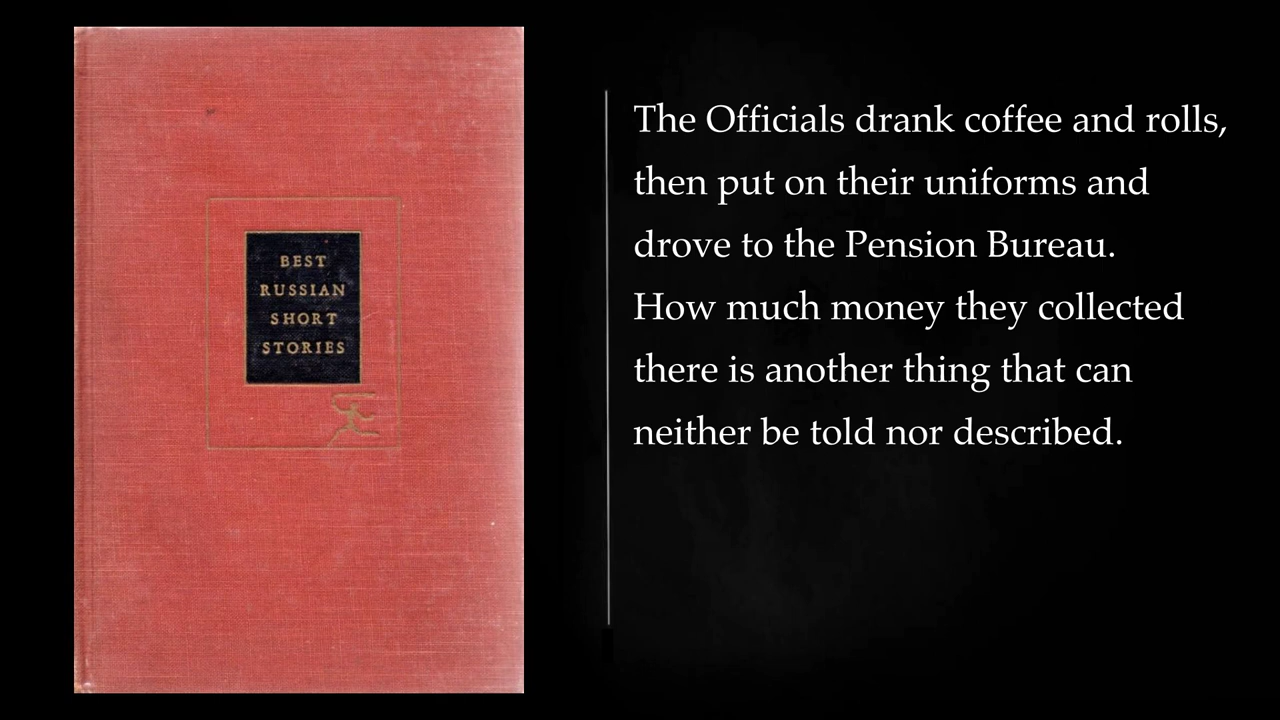 BEST
RUSSIAN
SHORT
STORIES
The Officials drank coffee and rolls,
then put on their uniforms and
drove to the Pension Bureau.
How much money they collected
there is another thing that can
neither be told nor described.